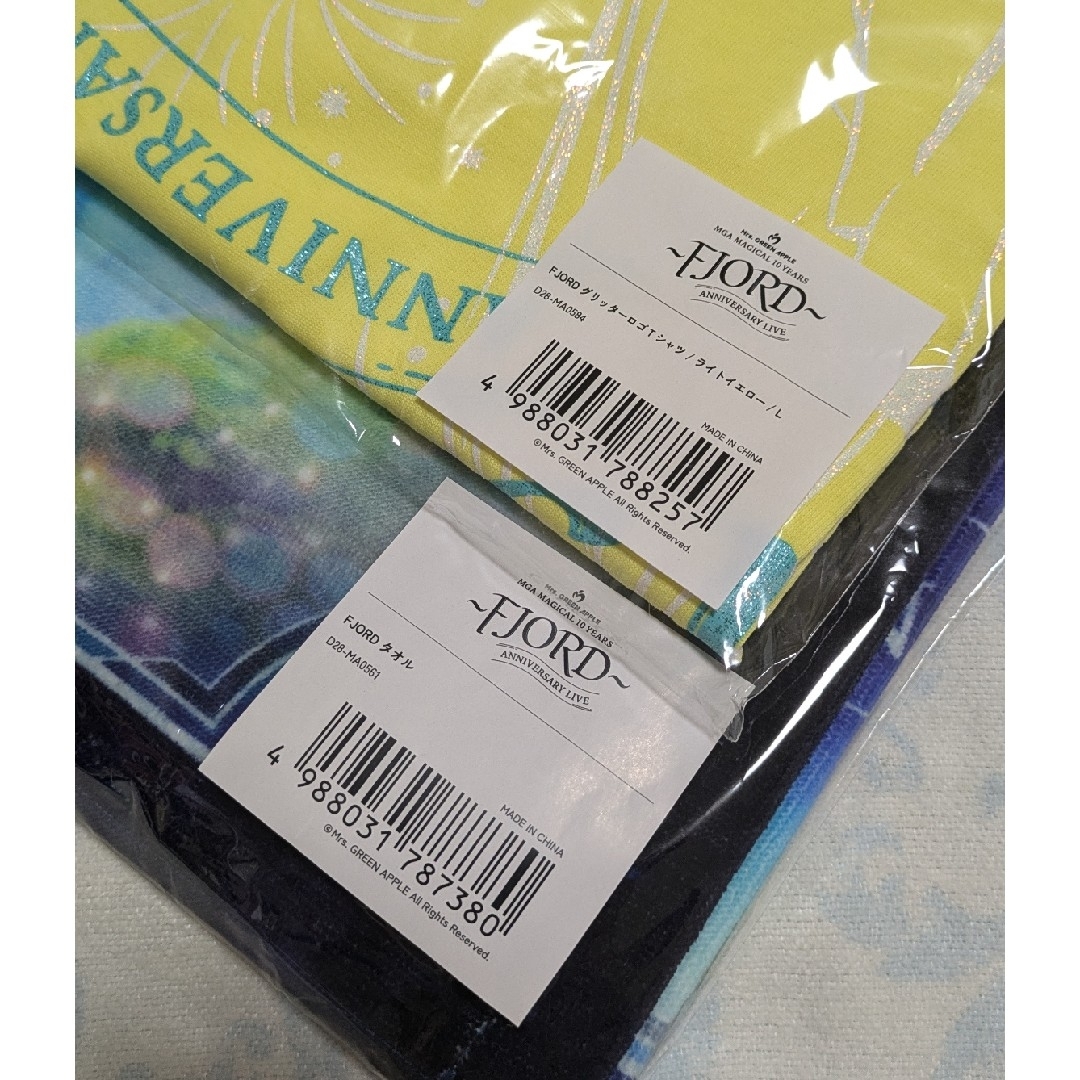 ANNIVERSA
Mrs. GREEN APPLE
MGA MAGICAL 10 YEARS
~FJORD~
ANNIVERSARY LIVE
FJORD グリッターロゴTシャツ / ライトイエロー / L
D28-MA0584
MADE IN CHINA
4 988031 788257
©Mrs. GREEN APPLE All Rights Reserved.
Mrs. GREEN APPLE
MGA MAGICAL 10 YEARS
~FJORD~
ANNIVERSARY LIVE
FJORD タオル
D28-MA0561
MADE IN CHINA
4 988031 787380
©Mrs. GREEN APPLE All Rights Reserved.